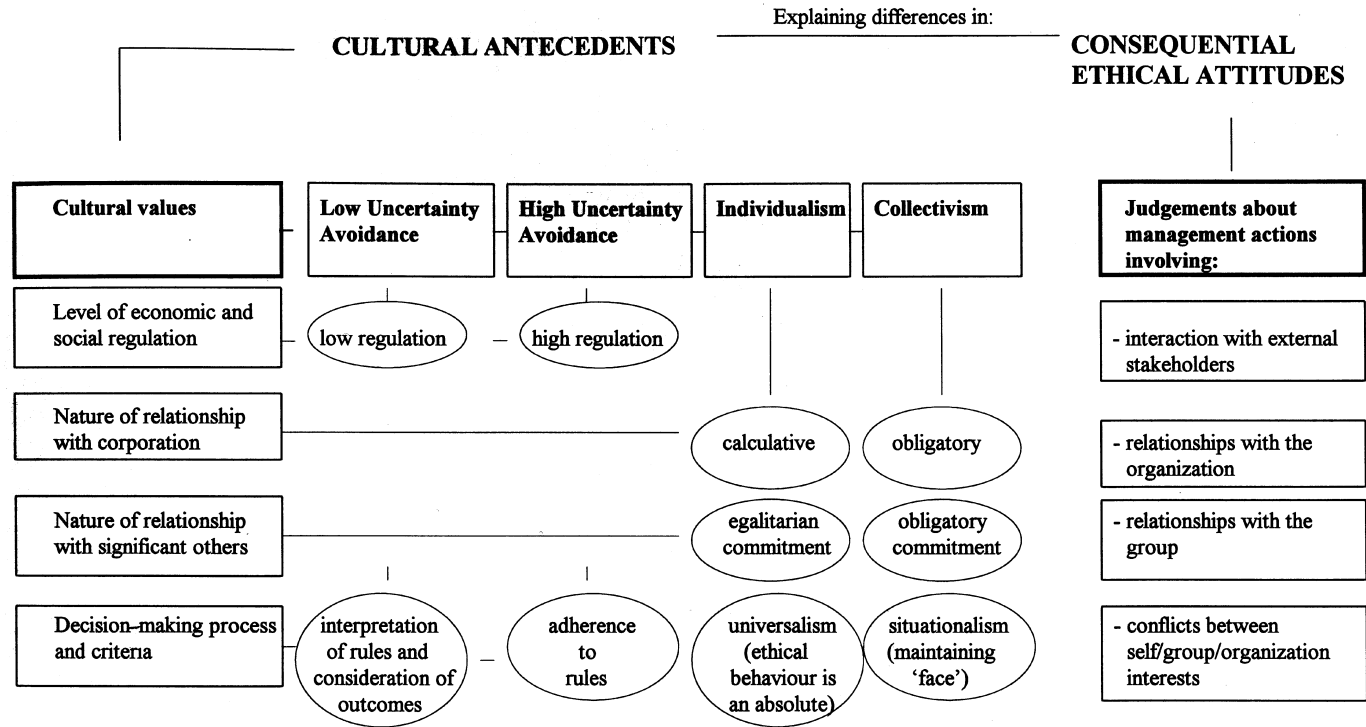 Explaining differences in:
CULTURAL ANTECEDENTS
CONSEQUENTIAL
ETHICAL ATTITUDES
Cultural values
Low Uncertainty
Avoidance
High Uncertainty
Avoidance
Individualism
Collectivism
Judgements about
management actions
involving:
Level of economic and
social regulation
low regulation
high regulation
- interaction with external
stakeholders
Nature of relationship
with corporation
calculative
obligatory
- relationships with the
organization
Nature of relationship
with significant others
egalitarian
commitment
obligatory
commitment
- relationships with the
group
Decision-making process
and criteria
interpretation
of rules and
consideration of
outcomes
adherence
to
rules
universalism
(ethical
behaviour is
an absolute)
situationalism
(maintaining
'face')
- conflicts between
self/group/organization
interests